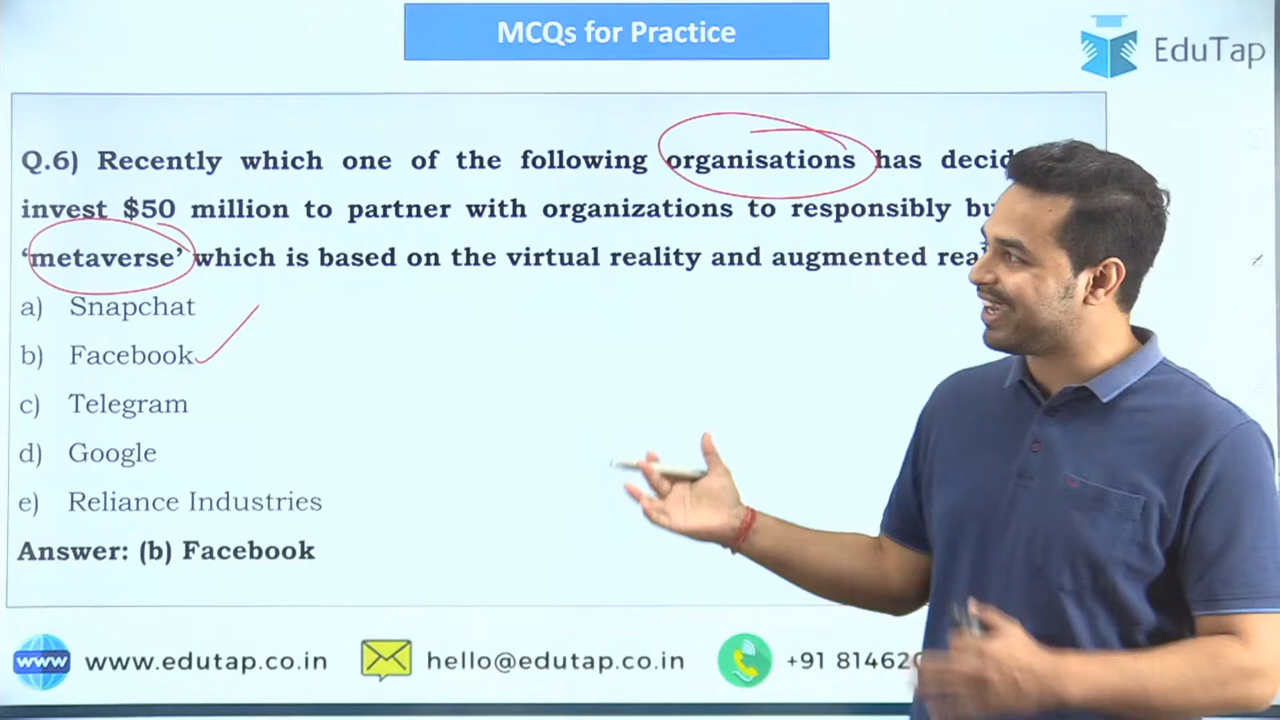 MCQs for Practice
EduTap
Q.6) Recently which one of the following organisations has decid
invest $50 million to partner with organizations to responsibly bu
‘metaverse’ which is based on the virtual reality and augmented rea
a) Snapchat
b) Facebook
c) Telegram
d) Google
e) Reliance Industries
Answer: (b) Facebook
www www.edutap.co.in
hello@edutap.co.in
+91 81462